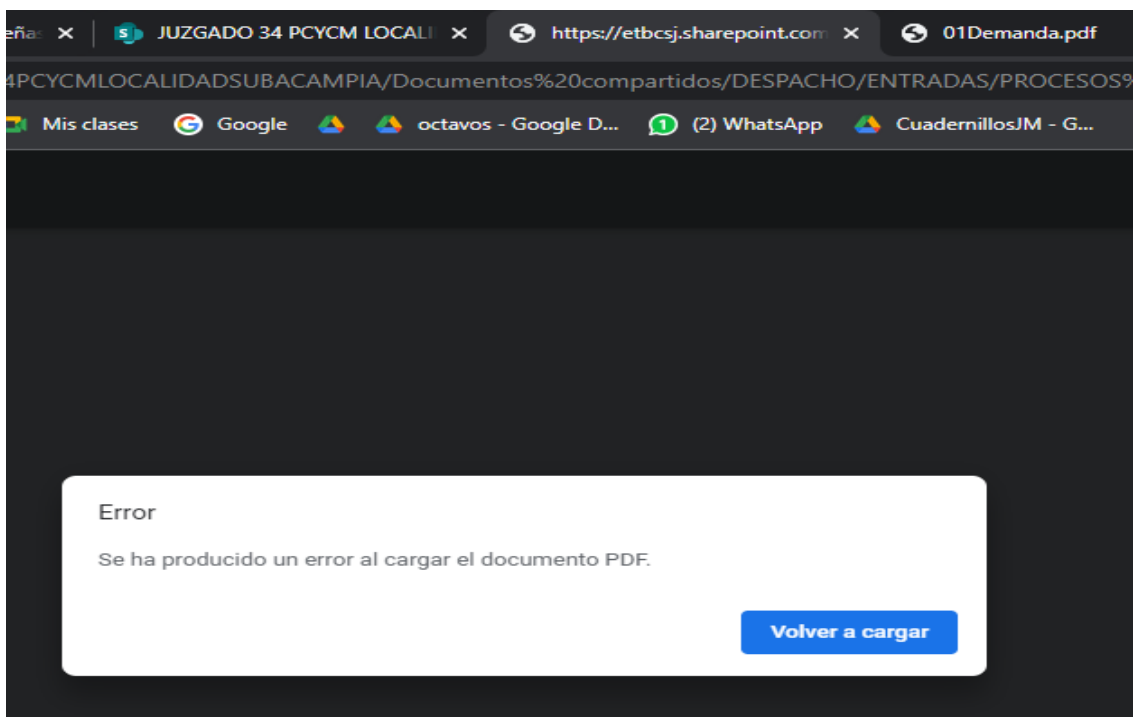 eñas JUZGADO 34 PCYCM LOCALI https://etbcsj.sharepoint.com 01Demanda.pdf
4PCYCMLOCALIDADSUBACAMPIA/Documentos%20compartidos/DESPACHO/ENTRADAS/PROCESOS%
Mis clases Google octavos - Google D... (2) WhatsApp CuadernillosJM - G...
Error
Se ha producido un error al cargar el documento PDF.
Volver a cargar